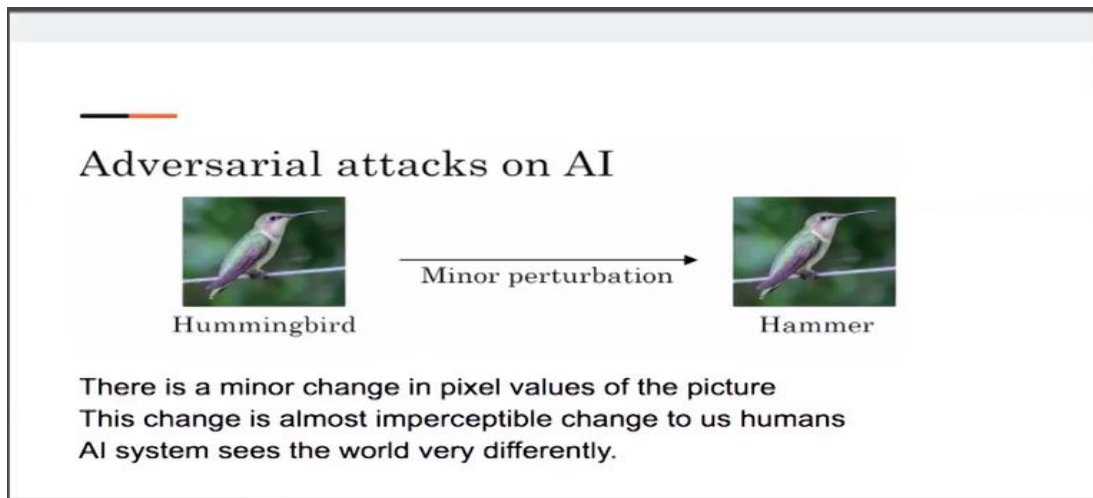 Adversarial attacks on AI
Minor perturbation
Hummingbird
Hammer
There is a minor change in pixel values of the picture
This change is almost imperceptible change to us humans
AI system sees the world very differently.